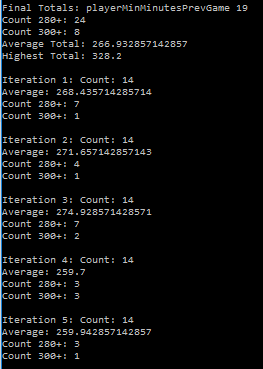 Final Totals: playerMinMinutesPrevGame 19
Count 280+: 24
Count 300+: 8
Average Total: 266.932857142857
Highest Total: 328.2
Iteration 1: Count: 14
Average: 268.435714285714
Count 280+: 7
Count 300+: 1
Iteration 2: Count: 14
Average: 271.657142857143
Count 280+: 4
Count 300+: 1
Iteration 3: Count: 14
Average: 274.928571428571
Count 280+: 7
Count 300+: 2
Iteration 4: Count: 14
Average: 259.7
Count 280+: 3
Count 300+: 3
Iteration 5: Count: 14
Average: 259.942857142857
Count 280+: 3
Count 300+: 1